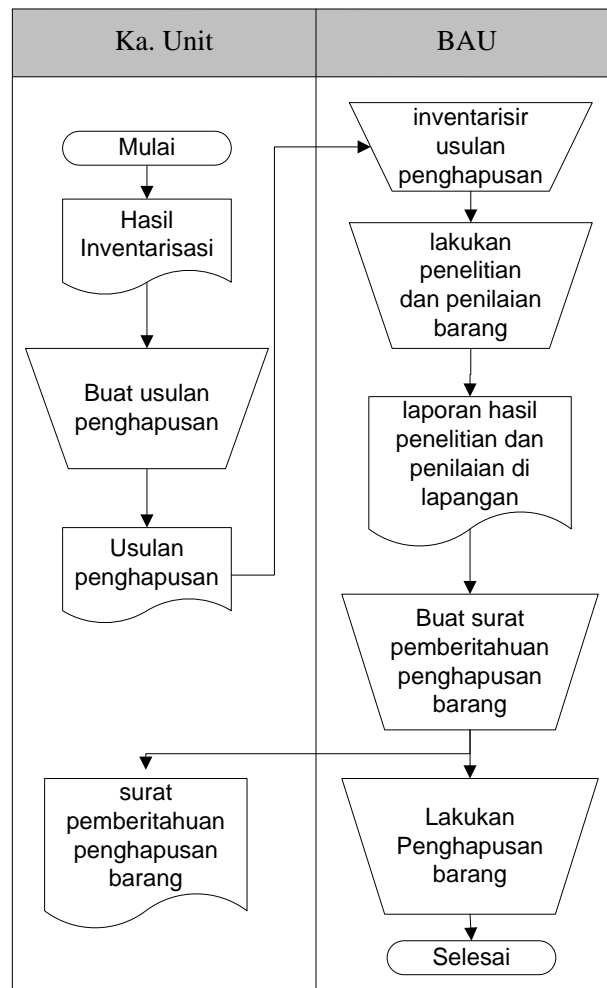 Ka. Unit
BAU
Mulai
Hasil
Inventarisasi
Buat usulan
penghapusan
Usulan
penghapusan
inventarisir
usulan
penghapusan
lakukan
penelitian
dan penilaian
barang
laporan hasil
penelitian dan
penilaian di
lapangan
Buat surat
pemberitahuan
penghapusan
barang
surat
pemberitahuan
penghapusan
barang
Lakukan
Penghapusan
barang
Selesai